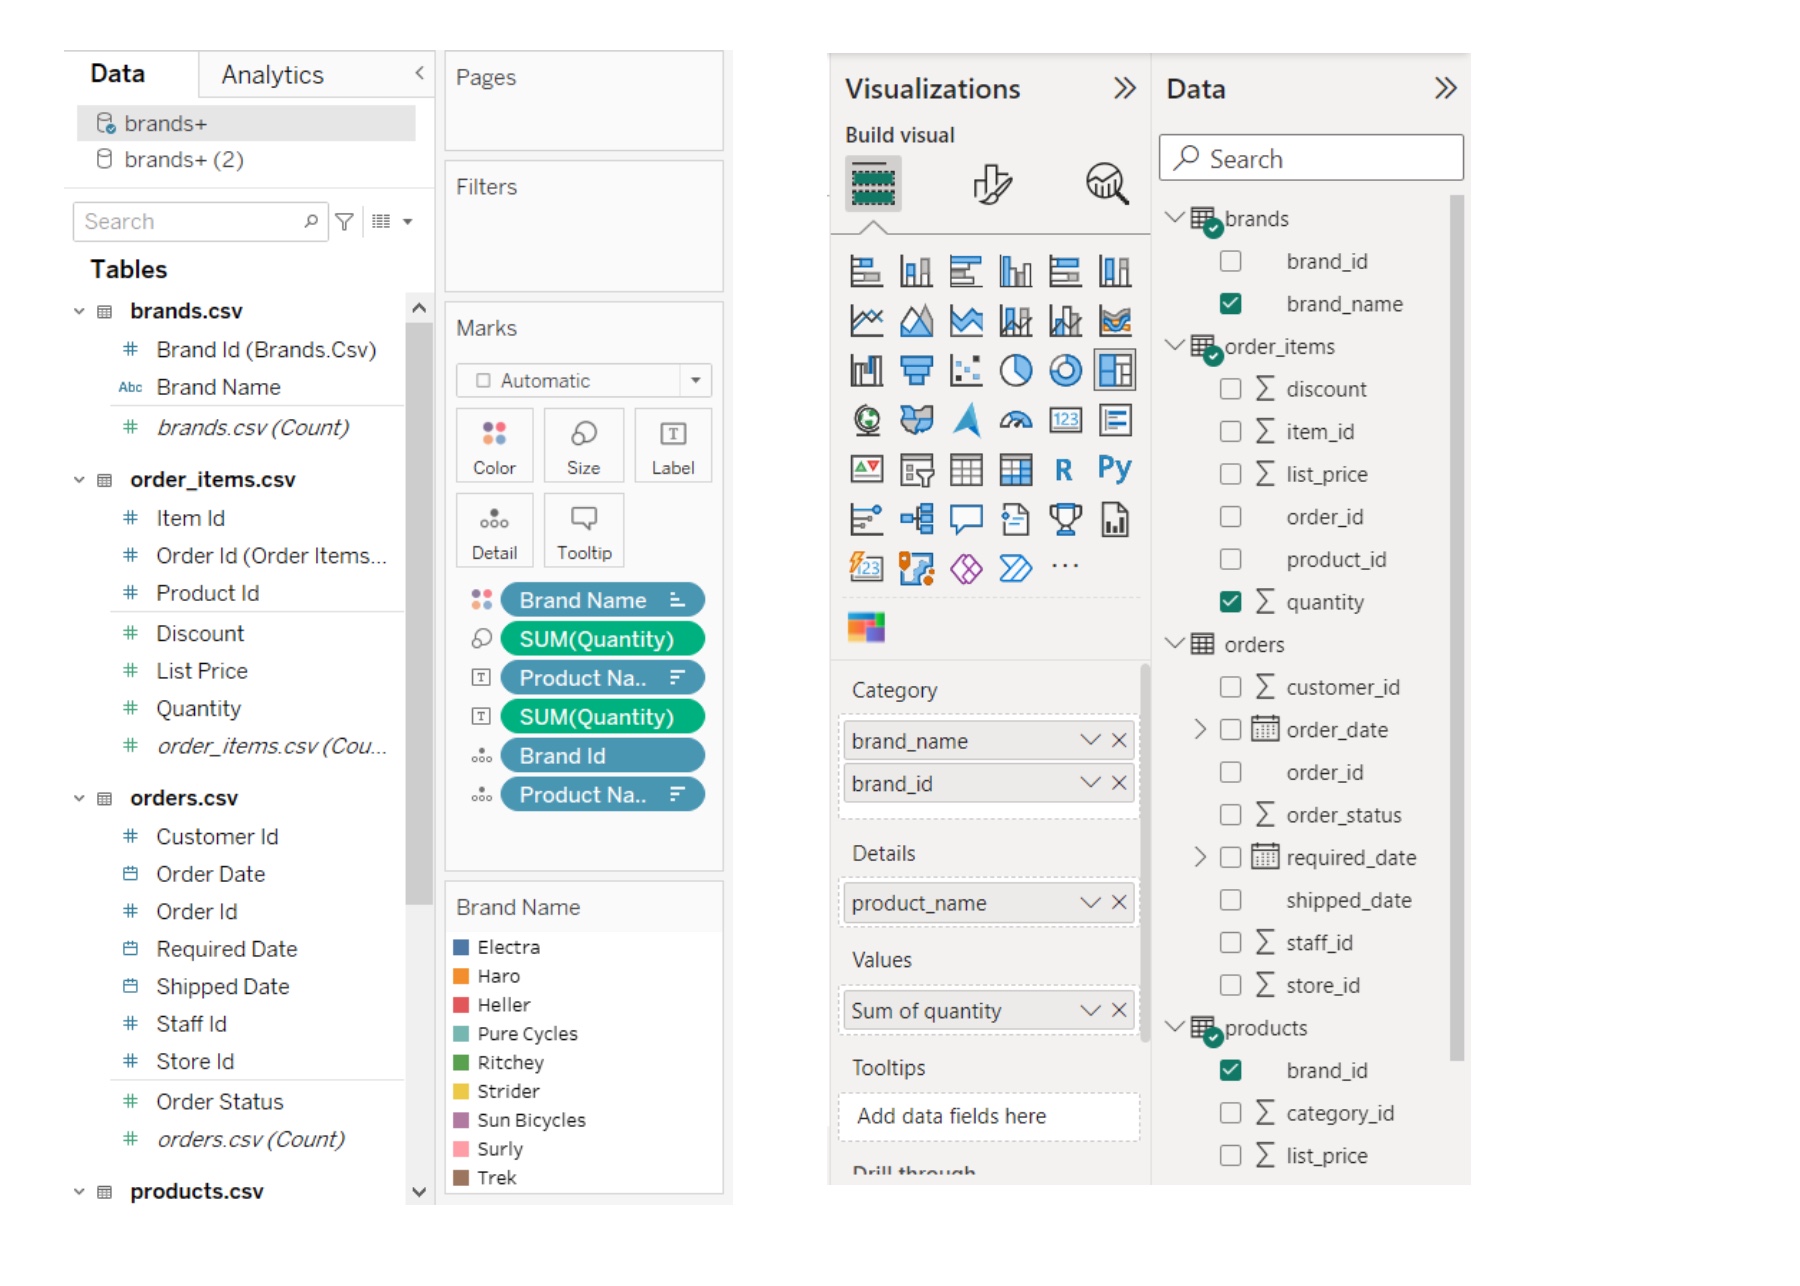 Data
Analytics
brands+
brands+ (2)
Search
Tables
brands.csv
Brand Id (Brands.Csv)
Abc Brand Name
brands.csv (Count)
order_items.csv
Item Id
Order Id (Order Items...
Product Id
Discount
List Price
Quantity
order_items.csv (Cou...
orders.csv
Customer Id
Order Date
Order Id
Required Date
Shipped Date
Staff Id
Store Id
Order Status
orders.csv (Count)
products.csv
Pages
Filters
Marks
Automatic
Color Size Label
Detail Tooltip
Brand Name
SUM(Quantity)
Product Na..
SUM(Quantity)
Brand Id
Product Na..
Brand Name
Electra
Haro
Heller
Pure Cycles
Ritchey
Strider
Sun Bicycles
Surly
Trek
Visualizations
Build visual
123
R Py
123
...
Category
brand_name
brand_id
Details
product_name
Values
Sum of quantity
Tooltips
Add data fields here
Drill through
Data
Search
brands
brand_id
brand_name
order_items
discount
item_id
list_price
order_id
product_id
quantity
orders
customer_id
order_date
order_id
order_status
required_date
shipped_date
staff_id
store_id
products
brand_id
category_id
list_price